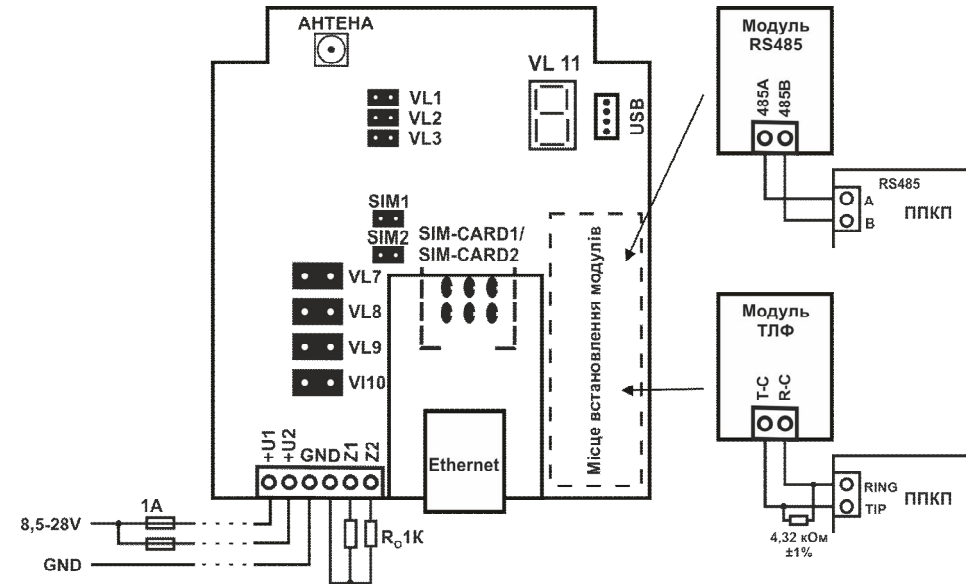 АНТЕНА
VL1
VL2
VL3
VL 11
USB
SIM1
SIM2
SIM-CARD1/
SIM-CARD2
VL7
VL8
VL9
Vl10
Місце встановлення модулів
+U1
+U2
GND
Z1
Z2
Ethernet
1A
8,5-28V
GND
Rо1К
Модуль
RS485
485A
485B
RS485
A
B
ППКП
Модуль
ТЛФ
T-C
R-C
RING
TIP
ППКП
4,32 кОм
±1%